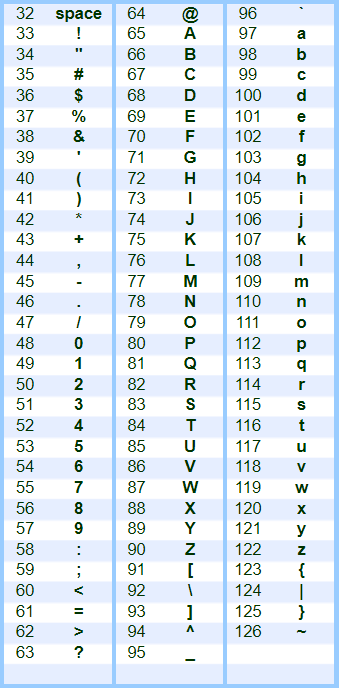 32 space 64 @ 96 `
33 ! 65 A 97 a
34 " 66 B 98 b
35 # 67 C 99 c
36 $ 68 D 100 d
37 % 69 E 101 e
38 & 70 F 102 f
39 ' 71 G 103 g
40 ( 72 H 104 h
41 ) 73 I 105 i
42 * 74 J 106 j
43 + 75 K 107 k
44 , 76 L 108 l
45 - 77 M 109 m
46 . 78 N 110 n
47 / 79 O 111 o
48 0 80 P 112 p
49 1 81 Q 113 q
50 2 82 R 114 r
51 3 83 S 115 s
52 4 84 T 116 t
53 5 85 U 117 u
54 6 86 V 118 v
55 7 87 W 119 w
56 8 88 X 120 x
57 9 89 Y 121 y
58 : 90 Z 122 z
59 ; 91 [ 123 {
60 < 92 \ 124 |
61 = 93 ] 125 }
62 > 94 ^ 126 ~
63 ? 95 _